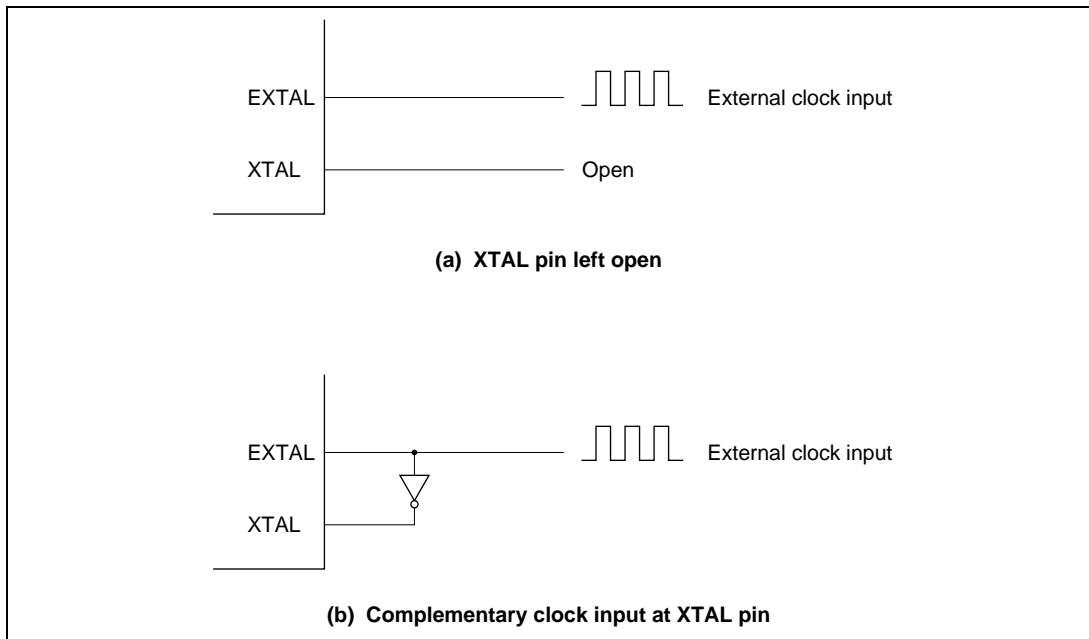 EXTAL
External clock input
XTAL
Open
(a) XTAL pin left open
EXTAL
External clock input
XTAL
(b) Complementary clock input at XTAL pin